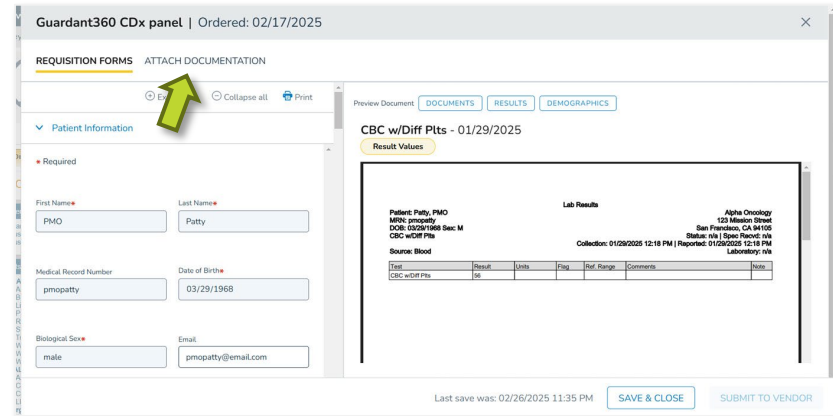 Guardant360 CDx panel | Ordered: 02/17/2025
REQUISITION FORMS ATTACH DOCUMENTATION
Collapse all Print
Patient Information
* Required
First Name* Last Name*
PMO Patty
Medical Record Number Date of Birth*
pmopatty 03/29/1968
Biological Sex* Email
male pmopatty@email.com
Preview Document DOCUMENTS RESULTS DEMOGRAPHICS
CBC w/Diff Plts - 01/29/2025
Result Values
Lab Results
Patient: Patty, PMO Alpha Oncology
MRN: pmopatty 123 Mission Street
DOB: 03/29/1968 Sex: M San Francisco, CA 94105
CBC w/Diff Plts Status: n/a | Spec Recvd: n/a
Collection: 01/29/2025 12:18 PM | Reported: 01/29/2025 12:18 PM
Source: Blood Laboratory: n/a
Test Result Units Flag Ref. Range Comments Note
CBC w/Diff Plts 56
Last save was: 02/26/2025 11:35 PM SAVE & CLOSE SUBMIT TO VENDOR